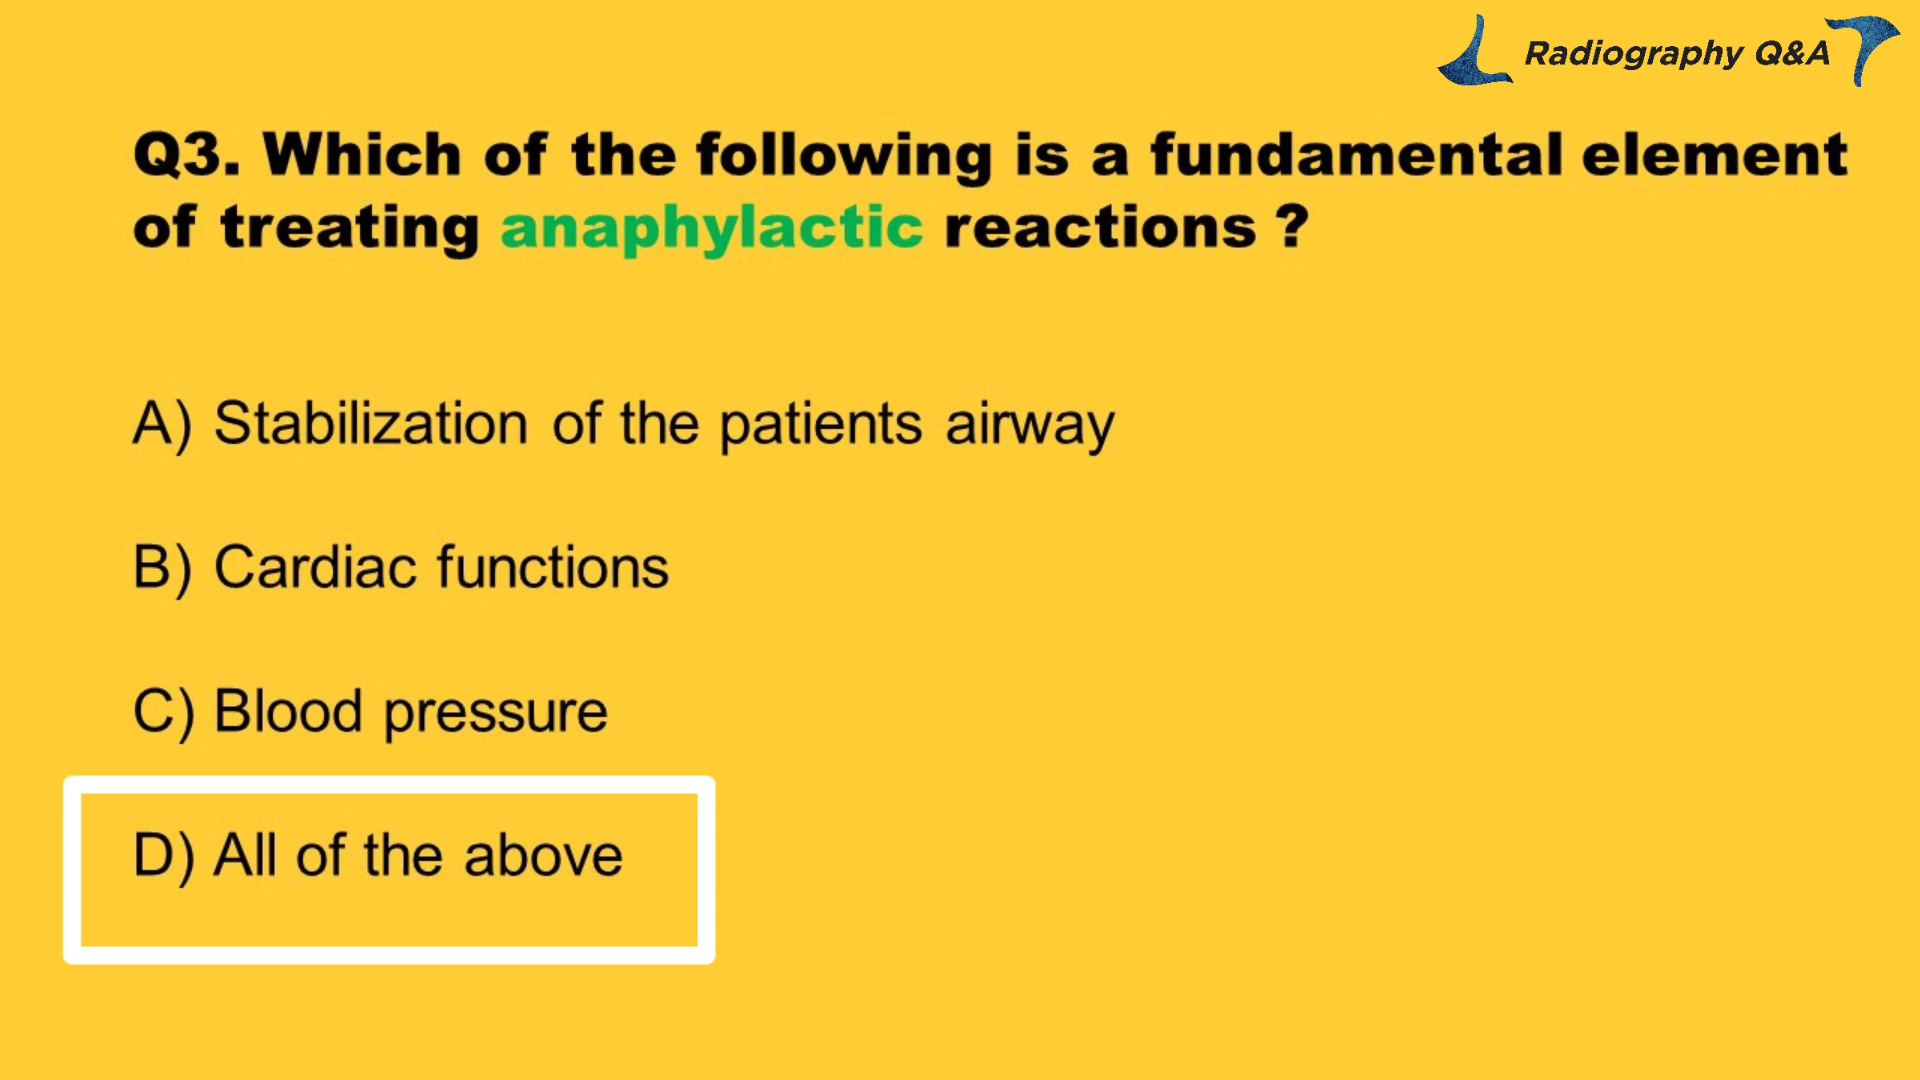 Radiography Q&A
Q3. Which of the following is a fundamental element
of treating anaphylactic reactions ?
A) Stabilization of the patients airway
B) Cardiac functions
C) Blood pressure
D) All of the above